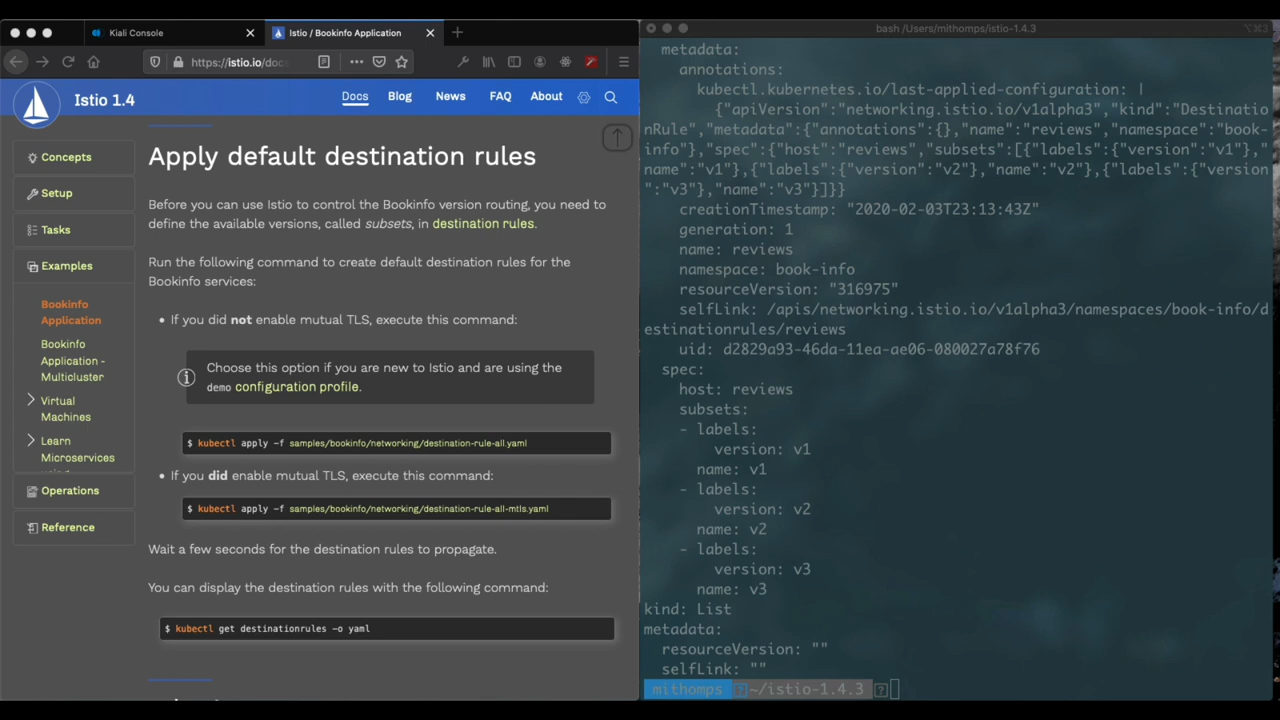 Kiali Console
Istio / Bookinfo Application
https://istio.io/docs
Istio 1.4
Docs
Blog
News
FAQ
About
Concepts
Setup
Tasks
Examples
Bookinfo
Application
Bookinfo
Application -
Multicluster
Virtual
Machines
Learn
Microservices
Operations
Reference
Apply default destination rules
Before you can use Istio to control the Bookinfo version routing, you need to
define the available versions, called subsets, in destination rules.
Run the following command to create default destination rules for the
Bookinfo services:
• If you did not enable mutual TLS, execute this command:
Choose this option if you are new to Istio and are using the
demo configuration profile.
$ kubectl apply -f samples/bookinfo/networking/destination-rule-all.yaml
• If you did enable mutual TLS, execute this command:
$ kubectl apply -f samples/bookinfo/networking/destination-rule-all-mtls.yaml
Wait a few seconds for the destination rules to propagate.
You can display the destination rules with the following command:
$ kubectl get destinationrules -o yaml
bash /Users/mithomps/istio-1.4.3
⌥⌘3
metadata:
annotations:
kubectl.kubernetes.io/last-applied-configuration: |
{"apiVersion":"networking.istio.io/v1alpha3","kind":"Destinatio
nRule","metadata":{"annotations":{},"name":"reviews","namespace":"book-
info"},"spec":{"host":"reviews","subsets":[{"labels":{"version":"v1"},"
name":"v1"},{"labels":{"version":"v2"},"name":"v2"},{"labels":{"version
":"v3"},"name":"v3"}]}}
creationTimestamp: "2020-02-03T23:13:43Z"
generation: 1
name: reviews
namespace: book-info
resourceVersion: "316975"
selfLink: /apis/networking.istio.io/v1alpha3/namespaces/book-info/d
estinationrules/reviews
uid: d2829a93-46da-11ea-ae06-080027a78f76
spec:
host: reviews
subsets:
- labels:
version: v1
name: v1
- labels:
version: v2
name: v2
- labels:
version: v3
name: v3
kind: List
metadata:
resourceVersion: ""
selfLink: ""
mithomps ? ~/istio-1.4.3 ?